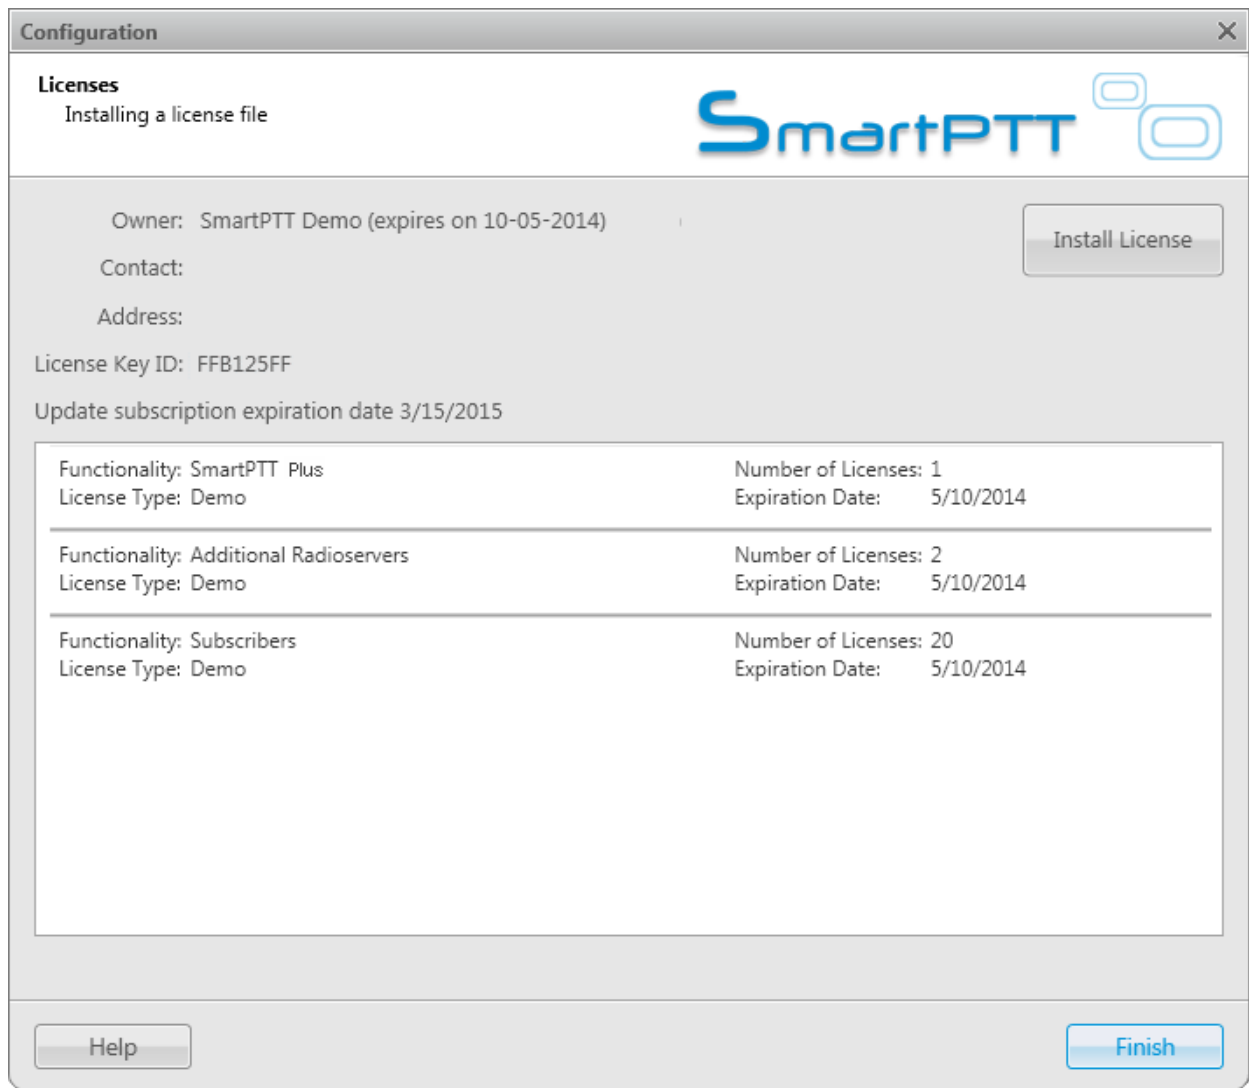 Configuration
Licenses
Installing a license file
SmartPTT
Owner: SmartPTT Demo (expires on 10-05-2014)
Install License
Contact:
Address:
License Key ID: FFB125FF
Update subscription expiration date 3/15/2015
Functionality: SmartPTT Plus Number of Licenses: 1
License Type: Demo Expiration Date: 5/10/2014
Functionality: Additional Radioservers Number of Licenses: 2
License Type: Demo Expiration Date: 5/10/2014
Functionality: Subscribers Number of Licenses: 20
License Type: Demo Expiration Date: 5/10/2014
Help
Finish